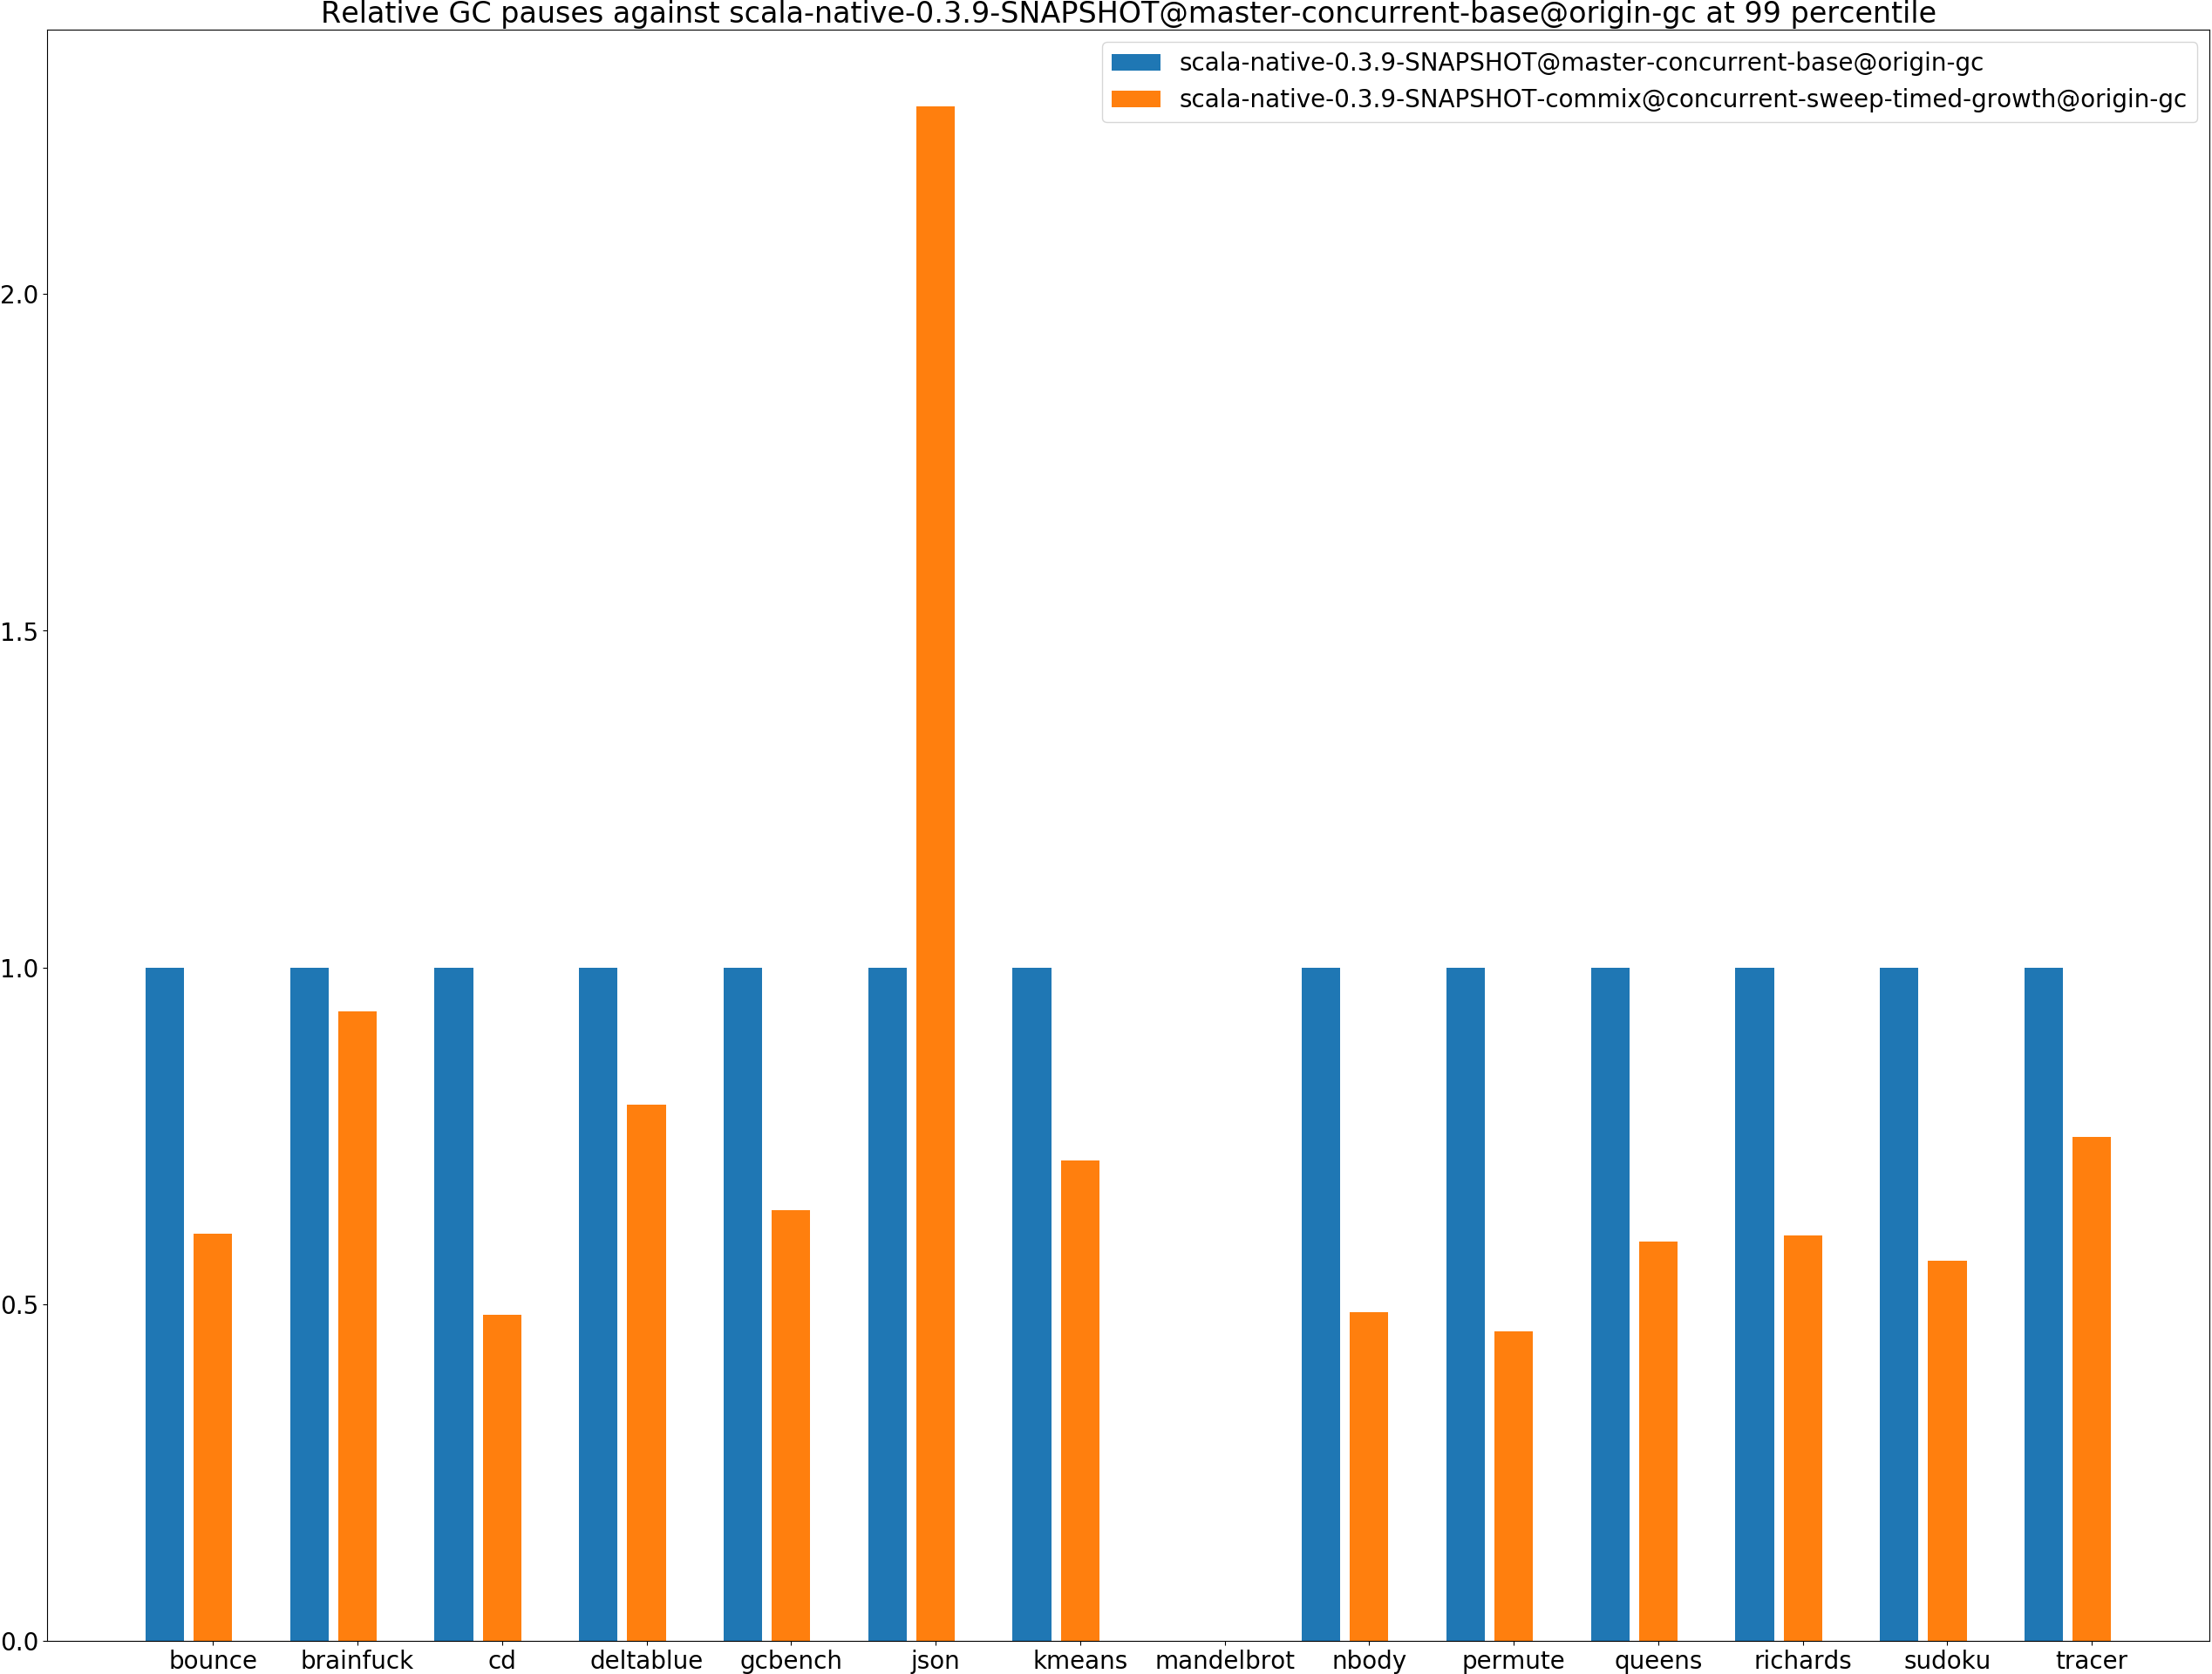 Relative GC pauses against scala-native-0.3.9-SNAPSHOT@master-concurrent-base@origin-gc at 99 percentile
scala-native-0.3.9-SNAPSHOT@master-concurrent-base@origin-gc
scala-native-0.3.9-SNAPSHOT-commix@concurrent-sweep-timed-growth@origin-gc
2.0
1.5
1.0
0.5
0.0
bounce brainfuck cd deltablue gcbench json kmeans mandelbrot nbody permute queens richards sudoku tracer